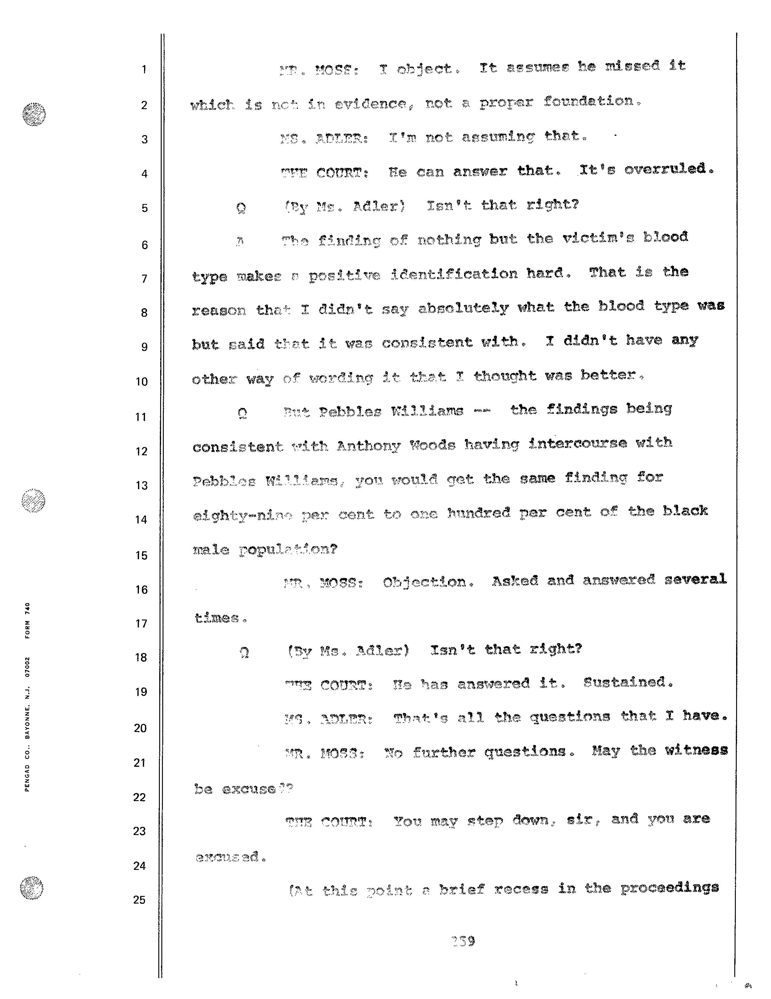 1 MR. MOSS: I object. It assumes he missed it
2 which is not in evidence, not a proper foundation.
3 MS. ADLER: I'm not assuming that.
4 THE COURT: He can answer that. It's overruled.
5 Q (By Ms. Adler) Isn't that right?
6 A The finding of nothing but the victim's blood
7 type makes a positive identification hard. That is the
8 reason that I didn't say absolutely what the blood type was
9 but said that it was consistent with. I didn't have any
10 other way of wording it that I thought was better.
11 Q But Pebbles Williams -- the findings being
12 consistent with Anthony Woods having intercourse with
13 Pebbles Williams, you would get the same finding for
14 eighty-nine per cent to one hundred per cent of the black
15 male population?
16 MR. MOSS: Objection. Asked and answered several
17 times.
18 Q (By Ms. Adler) Isn't that right?
19 THE COURT: He has answered it. Sustained.
20 MS. ADLER: That's all the questions that I have.
21 MR. MOSS: No further questions. May the witness
22 be excused?
23 THE COURT: You may step down, sir, and you are
24 excused.
25 (At this point a brief recess in the proceedings
PENGAD CO., BAYONNE, N.J. 07002 FORM 740